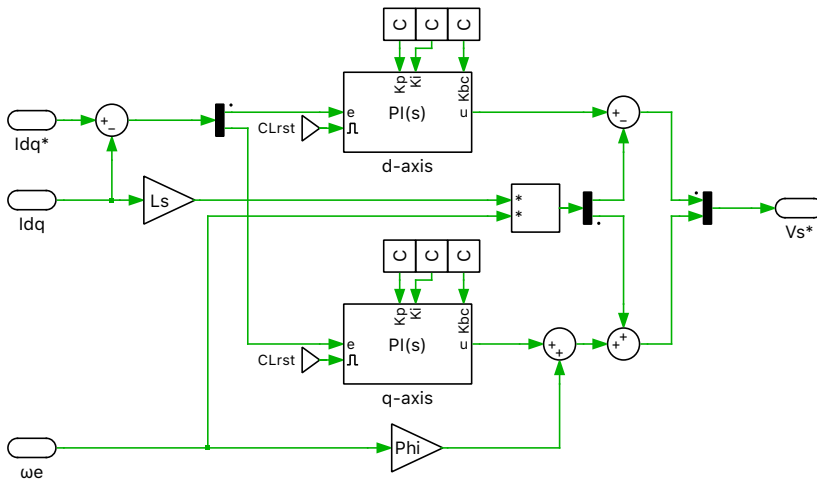 C C C
Kp Ki Kbc
e PI(s) u
CLrst
d-axis
+ −
Idq*
+ −
Idq
Ls
*
*
Vs*
C C C
Kp Ki Kbc
e PI(s) u
CLrst
q-axis
+ +
+ +
Phi
ωe